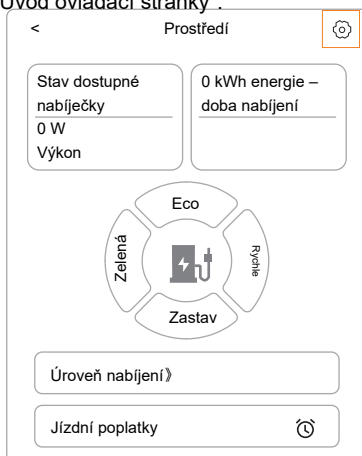 Úvod ovládací stránky".
<
Prostředí
Stav dostupné
nabíječky
0 W
Výkon
0 kWh energie –
doba nabíjení
Eco
Zelená
Rychle
Zastav
Úroveň nabíjení》
Jízdní poplatky